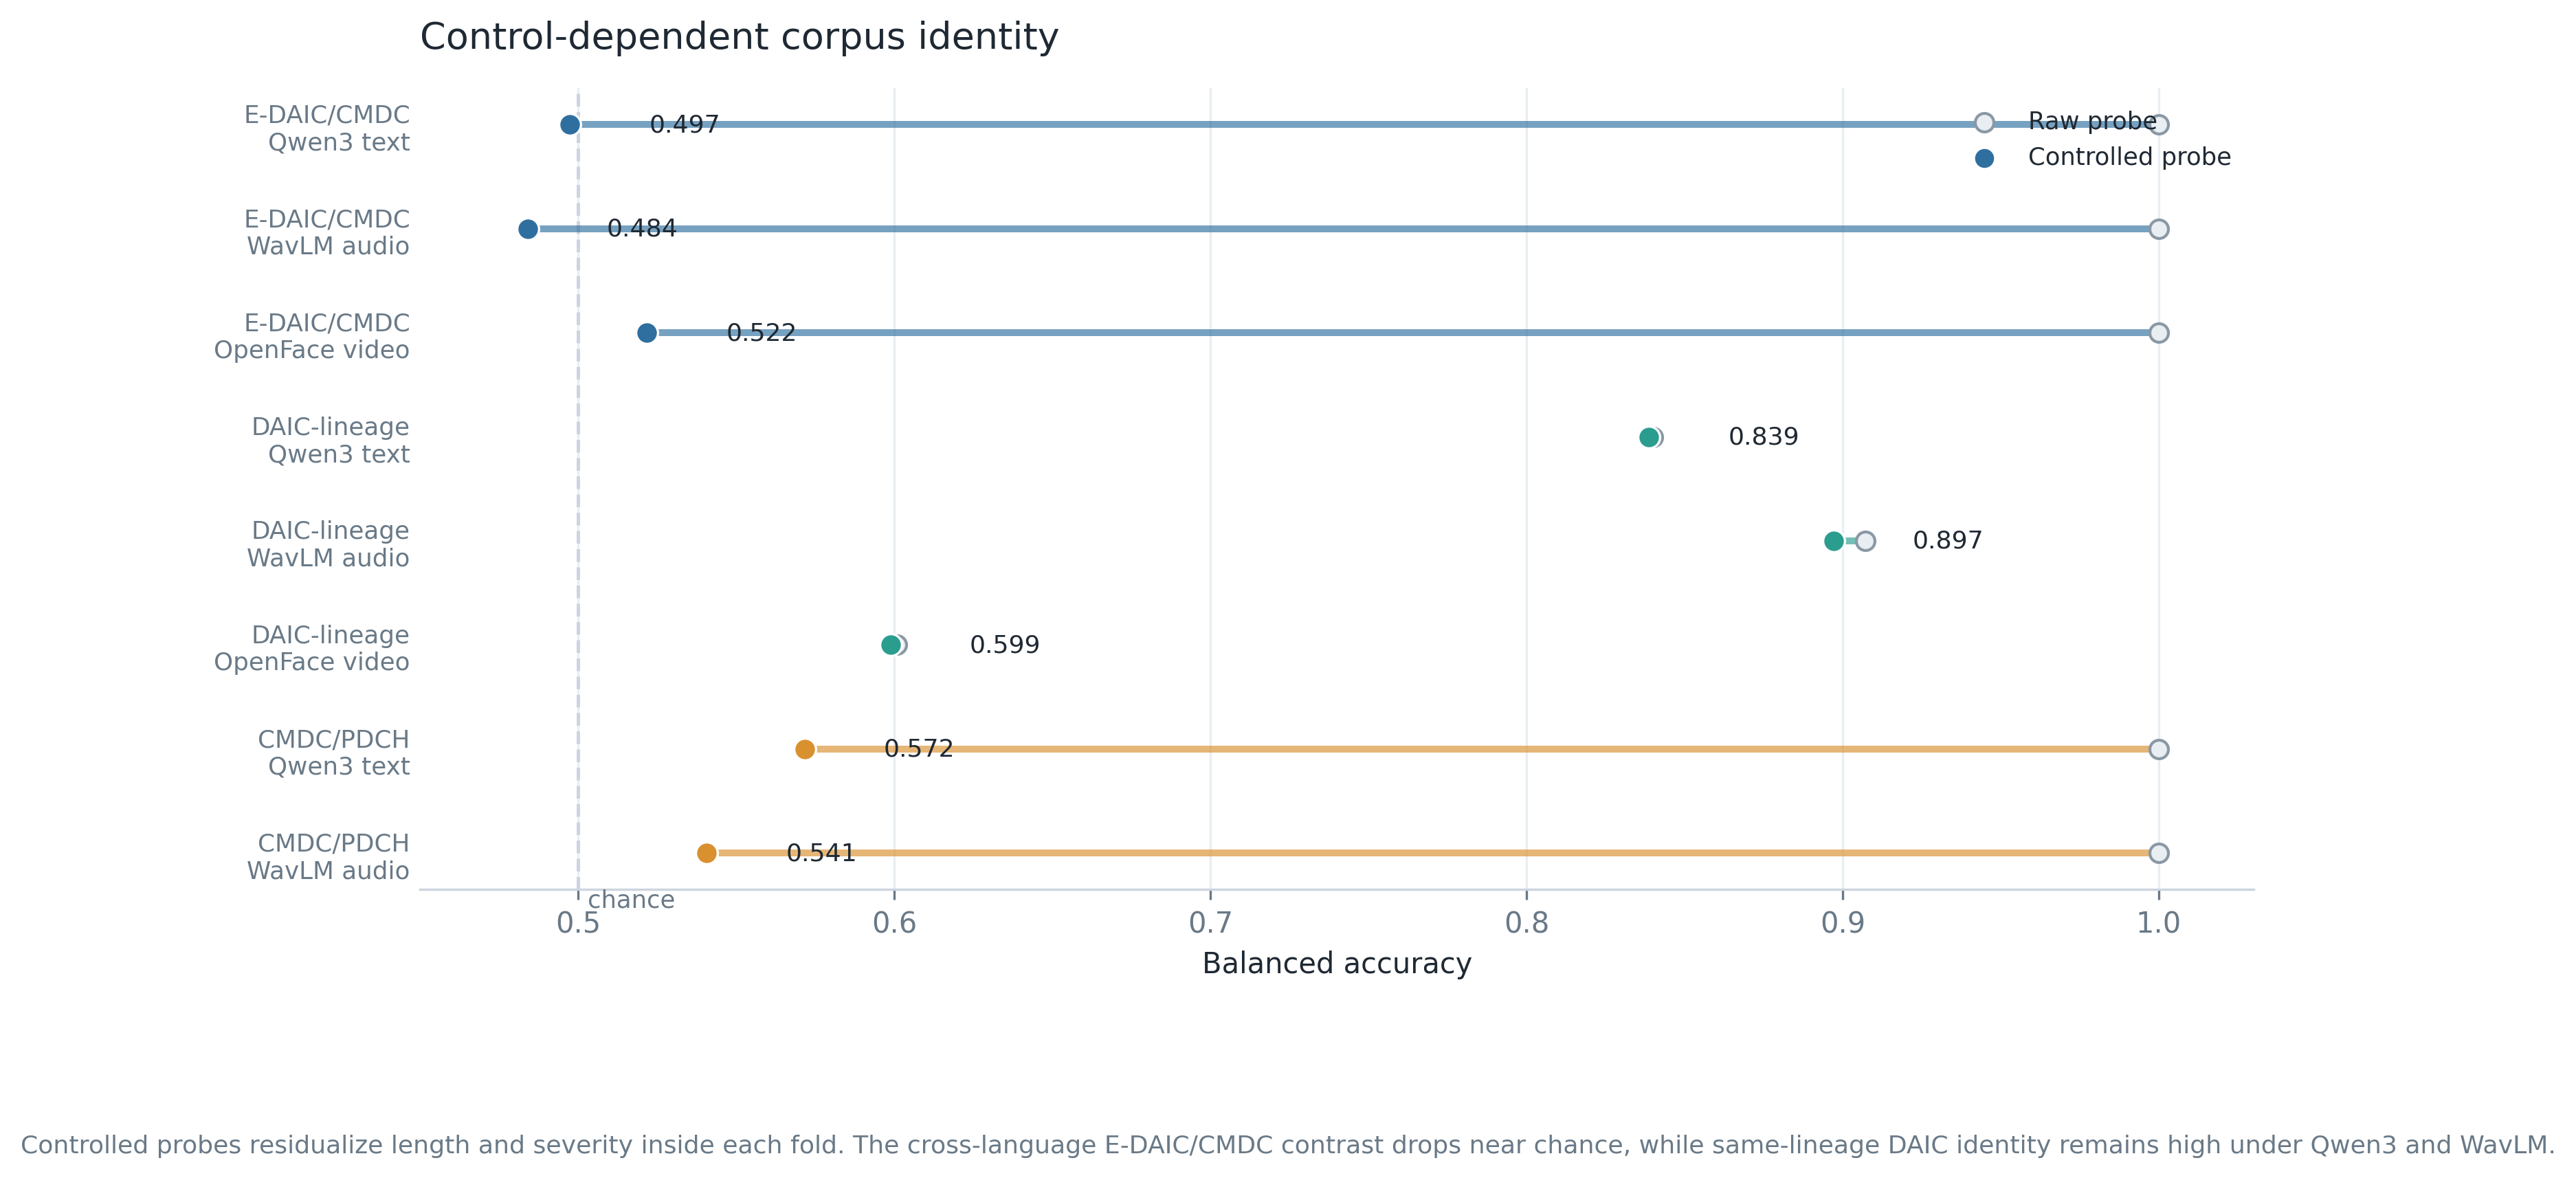 Control-dependent corpus identity
E-DAIC/CMDC
Qwen3 text
0.497
Raw probe
Controlled probe
E-DAIC/CMDC
WavLM audio
0.484
E-DAIC/CMDC
OpenFace video
0.522
DAIC-lineage
Qwen3 text
0.839
DAIC-lineage
WavLM audio
0.897
DAIC-lineage
OpenFace video
0.599
CMDC/PDCH
Qwen3 text
0.572
CMDC/PDCH
WavLM audio
0.541
chance
0.5 0.6 0.7 0.8 0.9 1.0
Balanced accuracy
Controlled probes residualize length and severity inside each fold. The cross-language E-DAIC/CMDC contrast drops near chance, while same-lineage DAIC identity remains high under Qwen3 and WavLM.